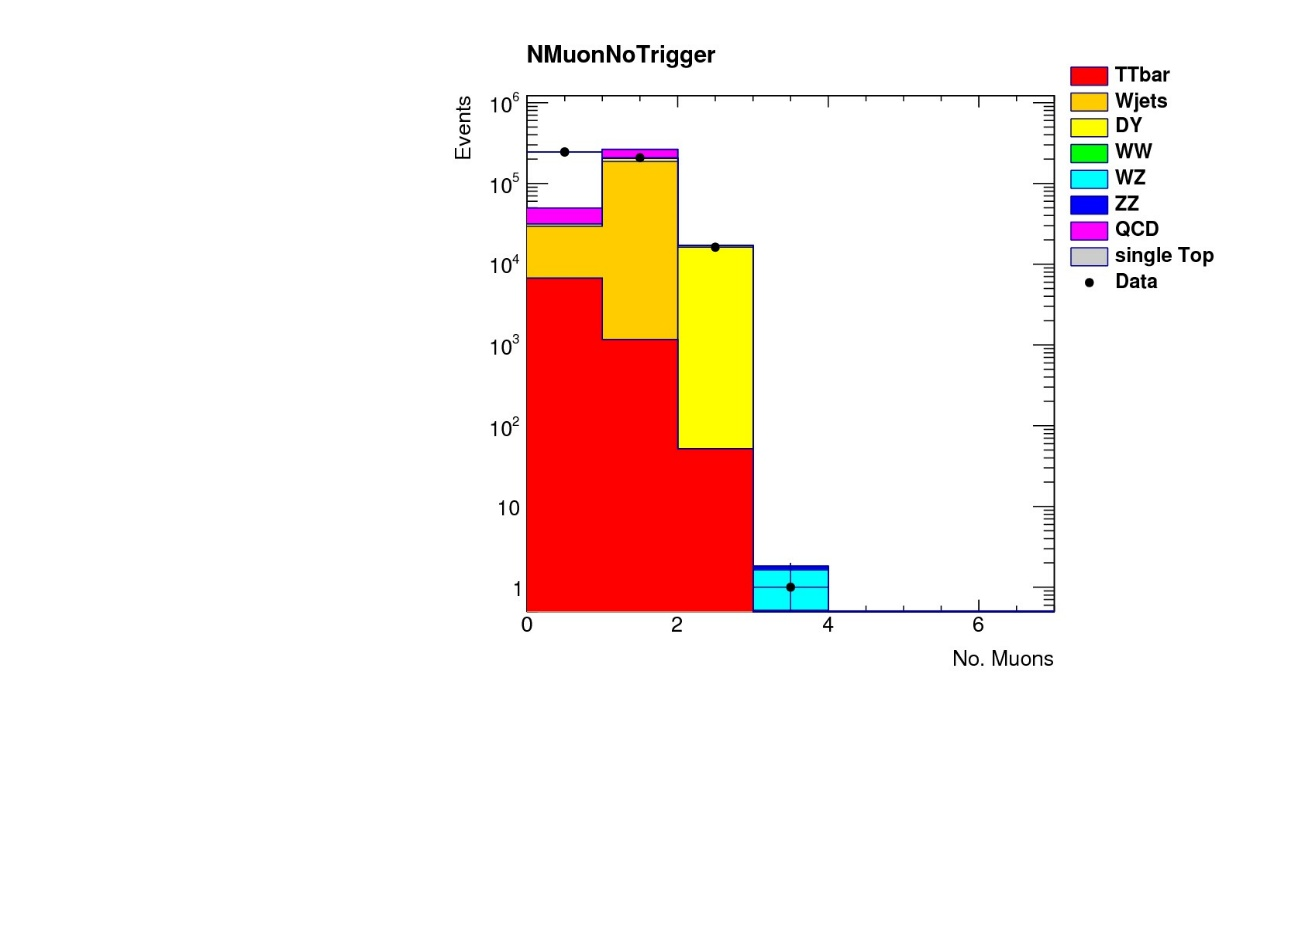 NMuonNoTrigger
Events
10^6
10^5
10^4
10^3
10^2
10
1
0 2 4 6
No. Muons
TTbar
Wjets
DY
WW
WZ
ZZ
QCD
single Top
Data